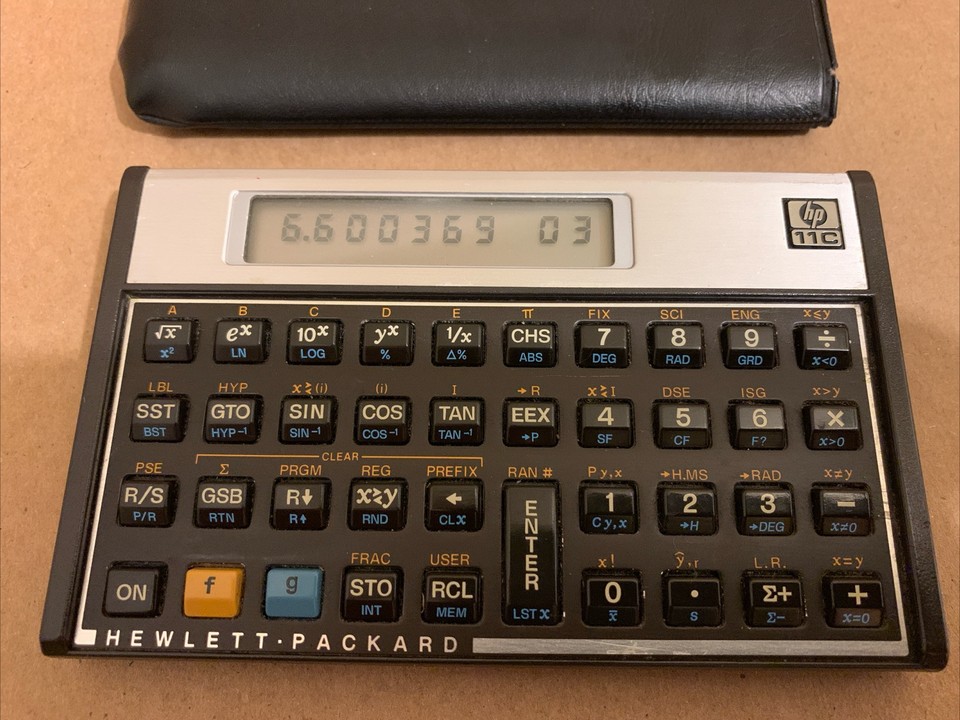 6.600369 03
hp
11C
A B C D E π FIX SCI ENG x≤y
√x eˣ 10ˣ yˣ 1/x CHS 7 8 9 ÷
x² LN LOG % Δ% ABS DEG RAD GRD x<0
LBL HYP x≷(i) (i) I →R x≷I DSE ISG x>y
SST GTO SIN COS TAN EEX 4 5 6 ×
BST HYP⁻¹ SIN⁻¹ COS⁻¹ TAN⁻¹ →P SF CF F? x>0
CLEAR
PSE Σ PRGM REG PREFIX RAN # Py,x →H.MS →RAD x≠y
R/S GSB R↓ x≷y ← ENTER 1 2 3 −
P/R RTN R↑ RND CLx Cy,x →H →DEG x≠0
FRAC USER x! ŷ,r L.R. x=y
ON f g STO RCL 0 · Σ+ +
INT MEM LSTx x̄ s Σ− x=0
HEWLETT·PACKARD